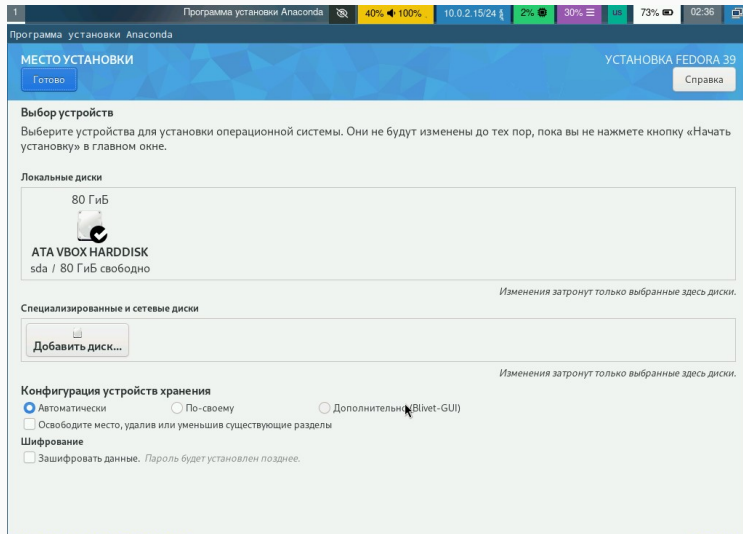 1
Программа установки Anaconda
40% 100%
10.0.2.15/24
2%
30%
us
73%
02:36
Программа установки Anaconda
МЕСТО УСТАНОВКИ
УСТАНОВКА FEDORA 39
Готово
Справка
Выбор устройств
Выберите устройства для установки операционной системы. Они не будут изменены до тех пор, пока вы не нажмете кнопку «Начать
установку» в главном окне.
Локальные диски
80 ГиБ
ATA VBOX HARDDISK
sda / 80 ГиБ свободно
Изменения затронут только выбранные здесь диски.
Специализированные и сетевые диски
Добавить диск...
Изменения затронут только выбранные здесь диски.
Конфигурация устройств хранения
Автоматически По-своему Дополнительно (Blivet-GUI)
Освободите место, удалив или уменьшив существующие разделы
Шифрование
Зашифровать данные. Пароль будет установлен позднее.